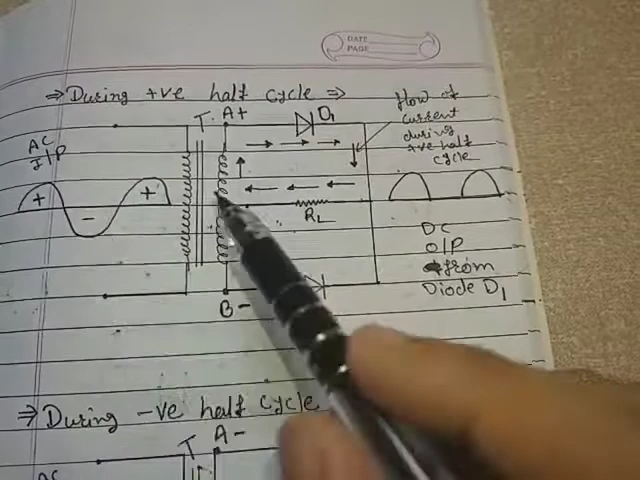 DATE
PAGE
⇒ During +ve half cycle ⇒
T
A+
D1
flow of
current
during
+ve half
cycle
AC
I/P
+
-
+
RL
DC
O/P
from
Diode D1
B-
⇒ During -ve half cycle
T
A-
AC